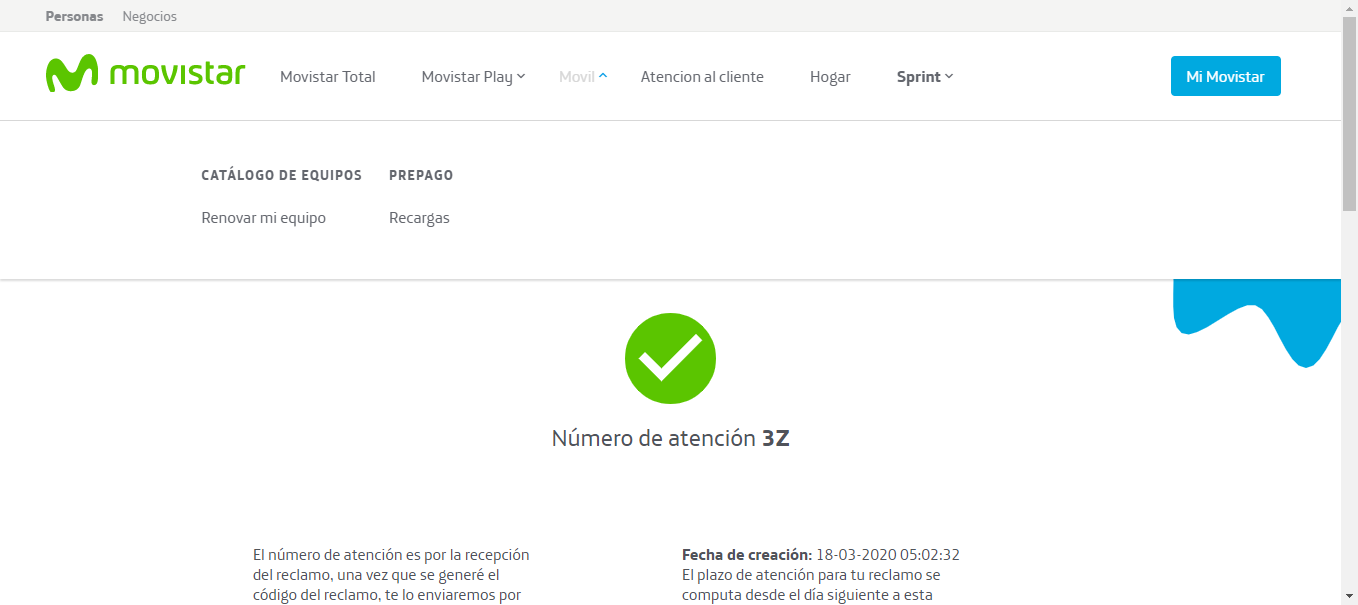 Personas Negocios
movistar Movistar Total Movistar Play Movil Atencion al cliente Hogar Sprint Mi Movistar
CATÁLOGO DE EQUIPOS PREPAGO
Renovar mi equipo Recargas
Número de atención 3Z
El número de atención es por la recepción
del reclamo, una vez que se generé el
código del reclamo, te lo enviaremos por
Fecha de creación: 18-03-2020 05:02:32
El plazo de atención para tu reclamo se
computa desde el día siguiente a esta